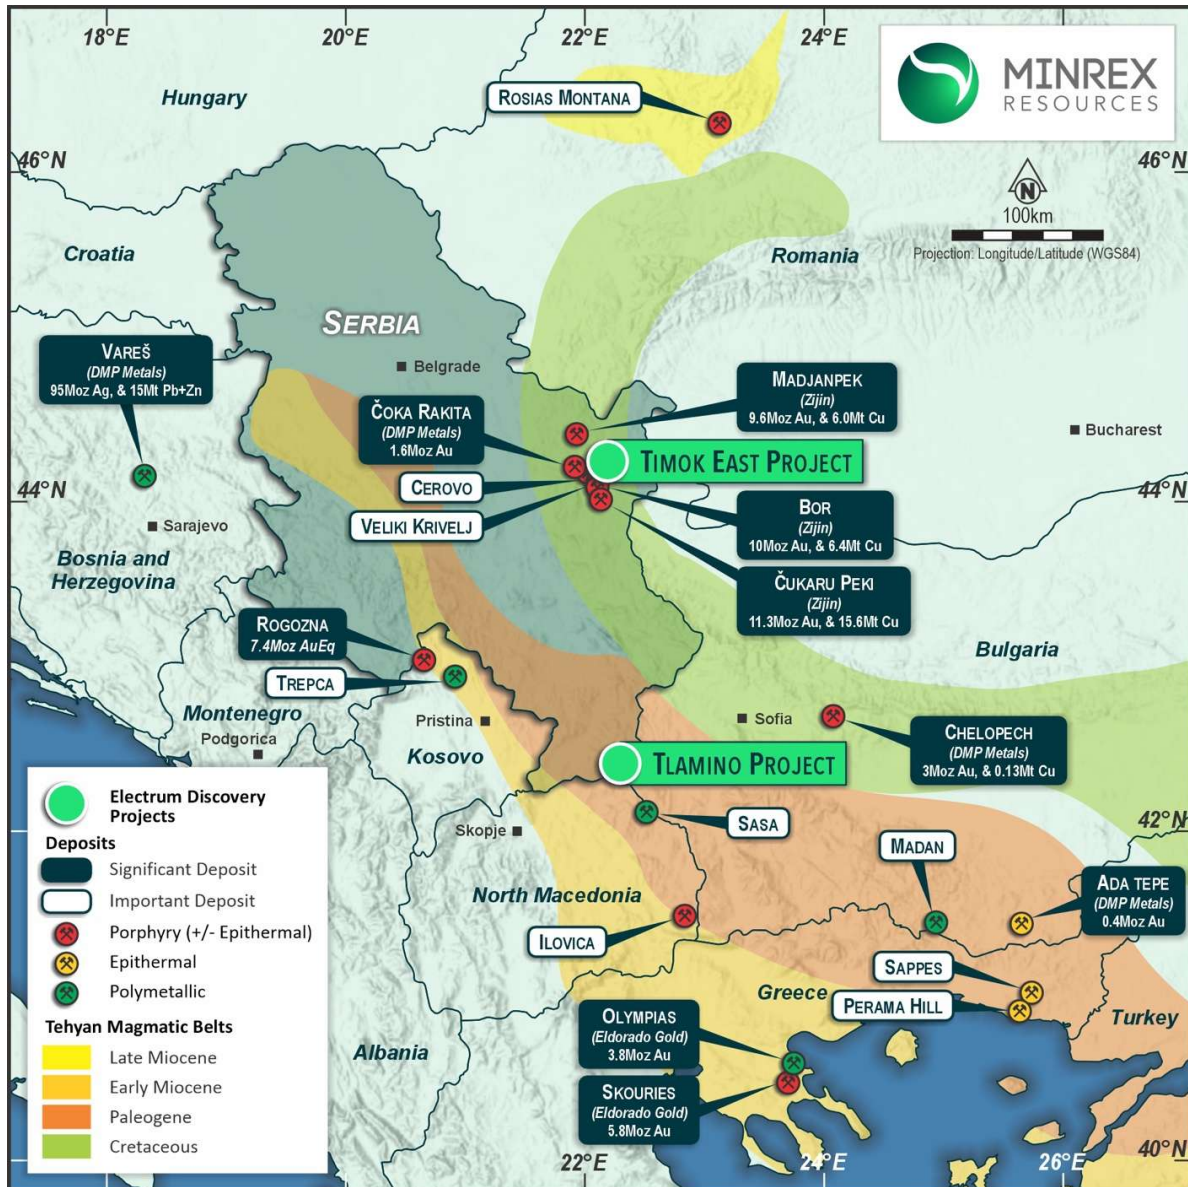 18°E
20°E
22°E
24°E
MINREX
RESOURCES
Hungary
ROSIAS MONTANA
46°N
46°N
N
100km
Projection: Longitude/Latitude (WGS84)
Croatia
Romania
SERBIA
VAREŠ
(DMP Metals)
95Moz Ag, & 15Mt Pb+Zn
Belgrade
MADJANPEK
(Zijin)
9.6Moz Au, & 6.0Mt Cu
ČOKA RAKITA
(DMP Metals)
1.6Moz Au
Bucharest
TIMOK EAST PROJECT
CEROVO
44°N
44°N
VELIKI KRIVELJ
BOR
(Zijin)
10Moz Au, & 6.4Mt Cu
Sarajevo
Bosnia and
Herzegovina
ČUKARU PEKI
(Zijin)
11.3Moz Au, & 15.6Mt Cu
ROGOZNA
7.4Moz AuEq
Bulgaria
TREPCA
Montenegro
Podgorica
Pristina
Kosovo
Sofia
CHELOPECH
(DMP Metals)
3Moz Au, & 0.13Mt Cu
TLAMINO PROJECT
Electrum Discovery
Projects
Deposits
Significant Deposit
Important Deposit
Porphyry (+/- Epithermal)
Epithermal
Polymetallic
Tehyan Magmatic Belts
Late Miocene
Early Miocene
Paleogene
Cretaceous
Skopje
SASA
42°N
MADAN
ADA TEPE
(DMP Metals)
0.4Moz Au
North Macedonia
ILOVICA
SAPPES
Greece
PERAMA HILL
Turkey
OLYMPIAS
(Eldorado Gold)
3.8Moz Au
Albania
SKOURIES
(Eldorado Gold)
5.8Moz Au
40°N
22°E
24°E
26°E